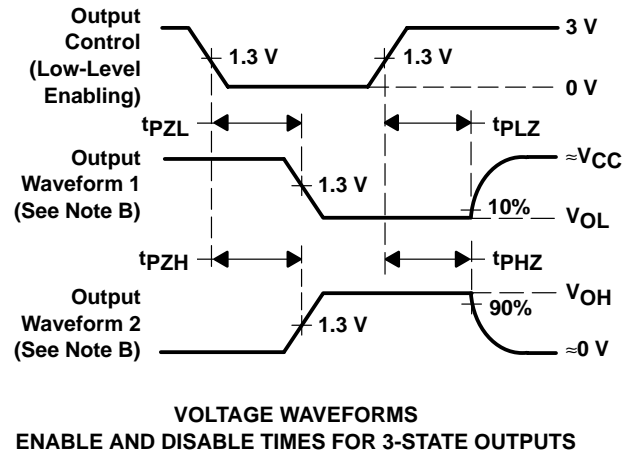 Output
Control
(Low-Level
Enabling)
1.3 V
1.3 V
3 V
0 V
tPZL
tPLZ
Output
Waveform 1
(See Note B)
1.3 V
10%
≈VCC
VOL
tPZH
tPHZ
Output
Waveform 2
(See Note B)
1.3 V
90%
VOH
≈0 V
VOLTAGE WAVEFORMS
ENABLE AND DISABLE TIMES FOR 3-STATE OUTPUTS